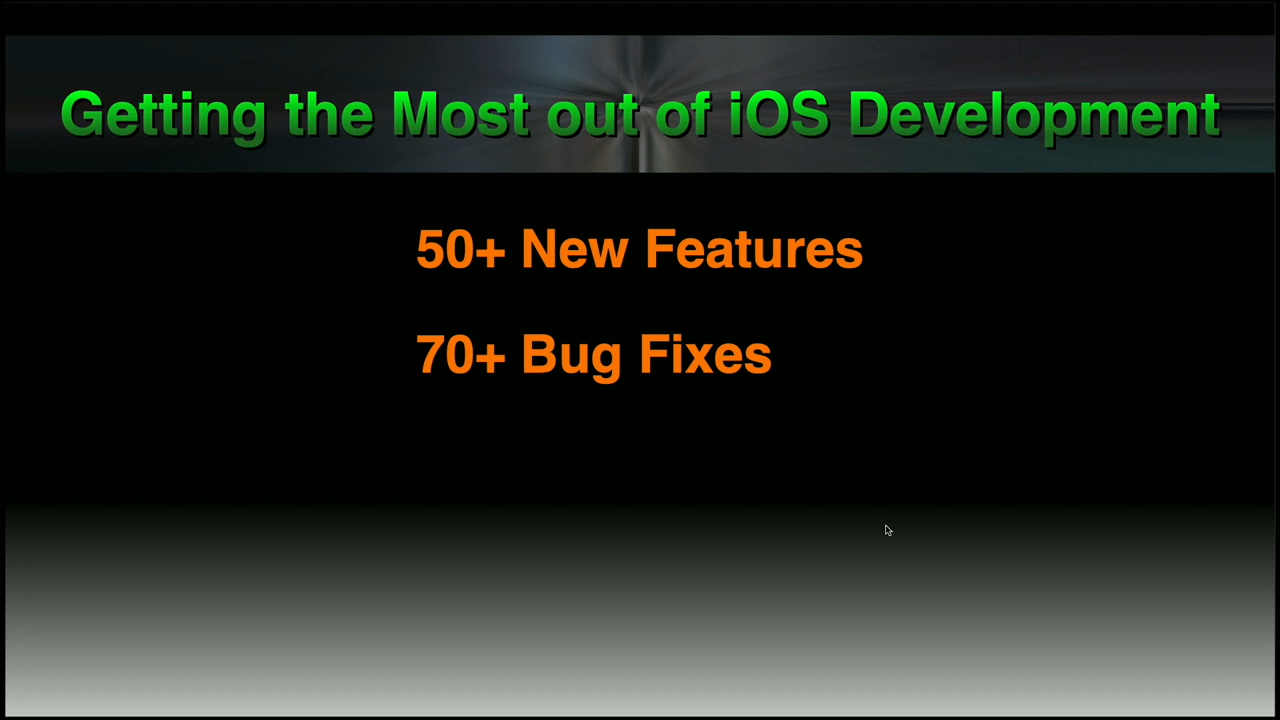 Getting the Most out of iOS Development
50+ New Features
70+ Bug Fixes